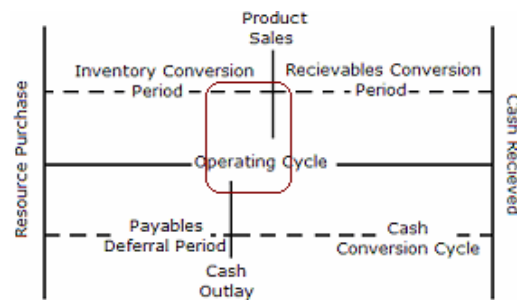 Product
Sales
Inventory Conversion
Period
Recievables Conversion
Period
Resource Purchase
Operating Cycle
Cash Recieved
Payables
Deferral Period
Cash
Conversion Cycle
Cash
Outlay